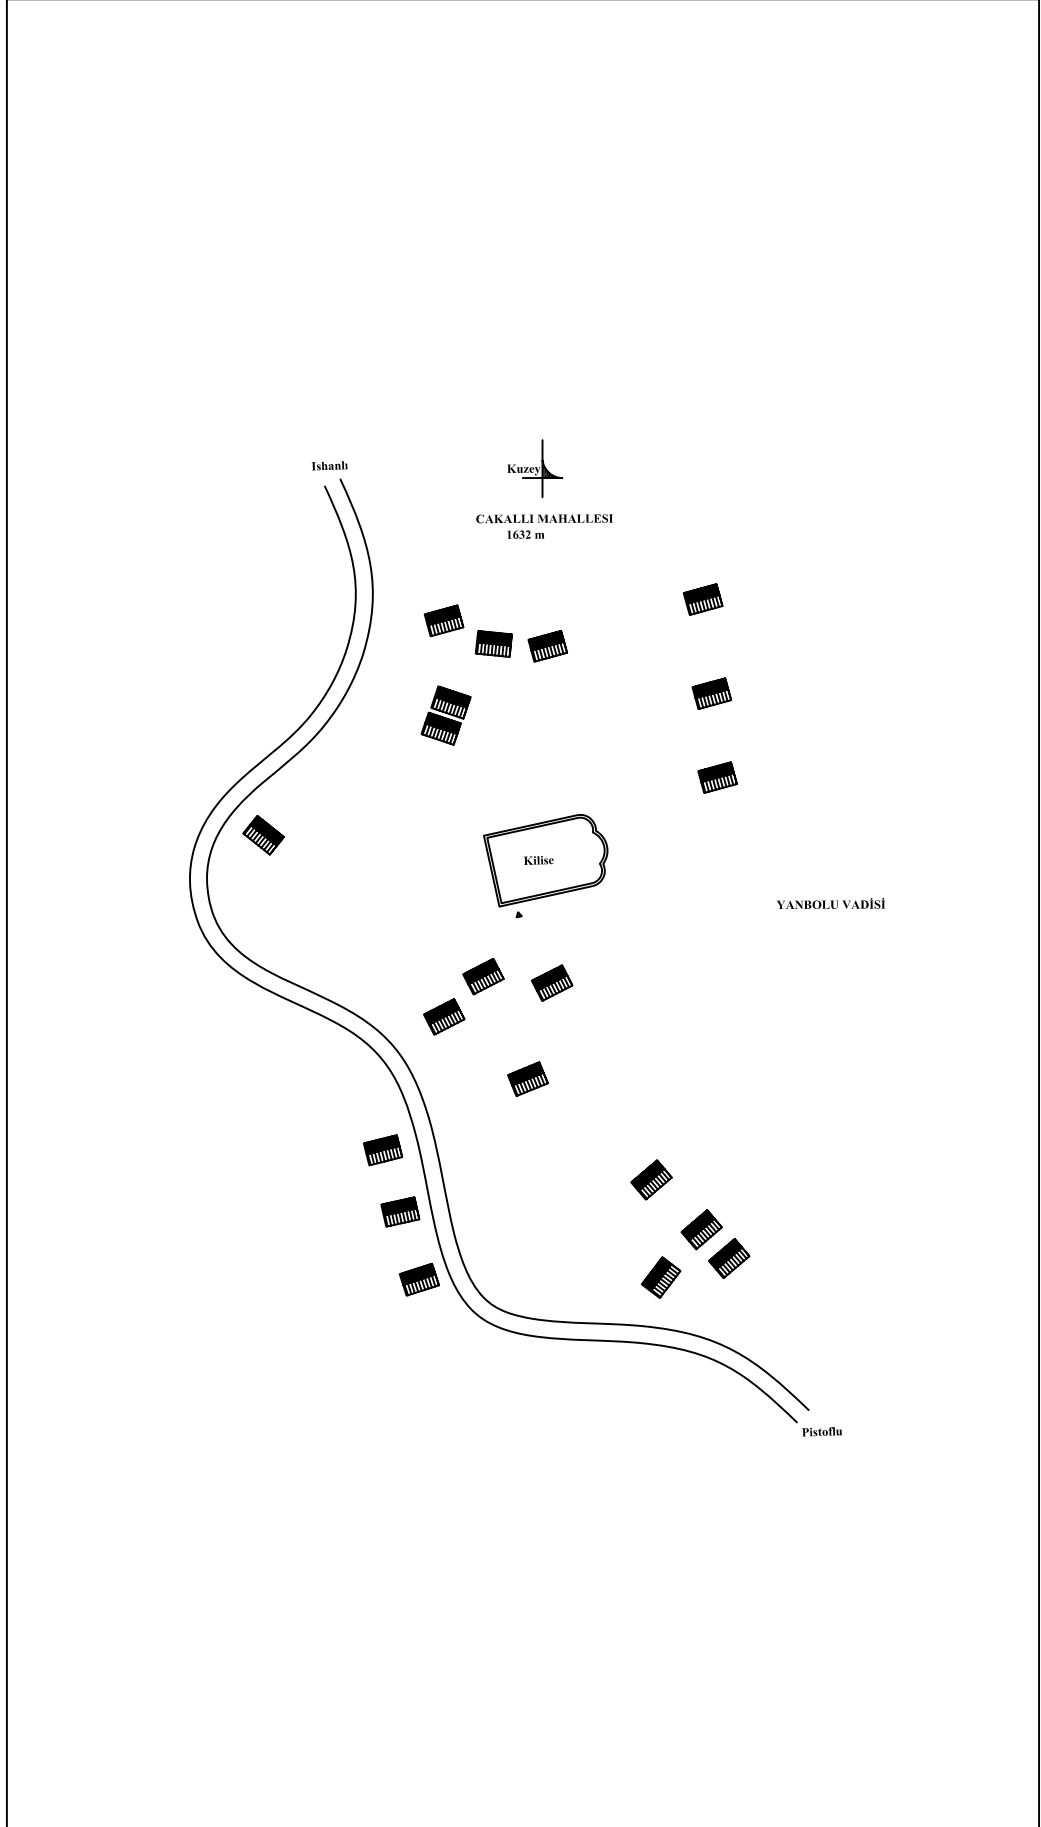 Ishanlı
Kuzey
CAKALLI MAHALLESI
1632 m
Kilise
YANBOLU VADİSİ
Pistoflu